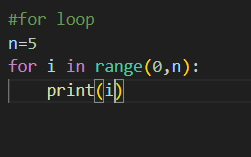 #for loop
n=5
for i in range(0,n):
    print(i)